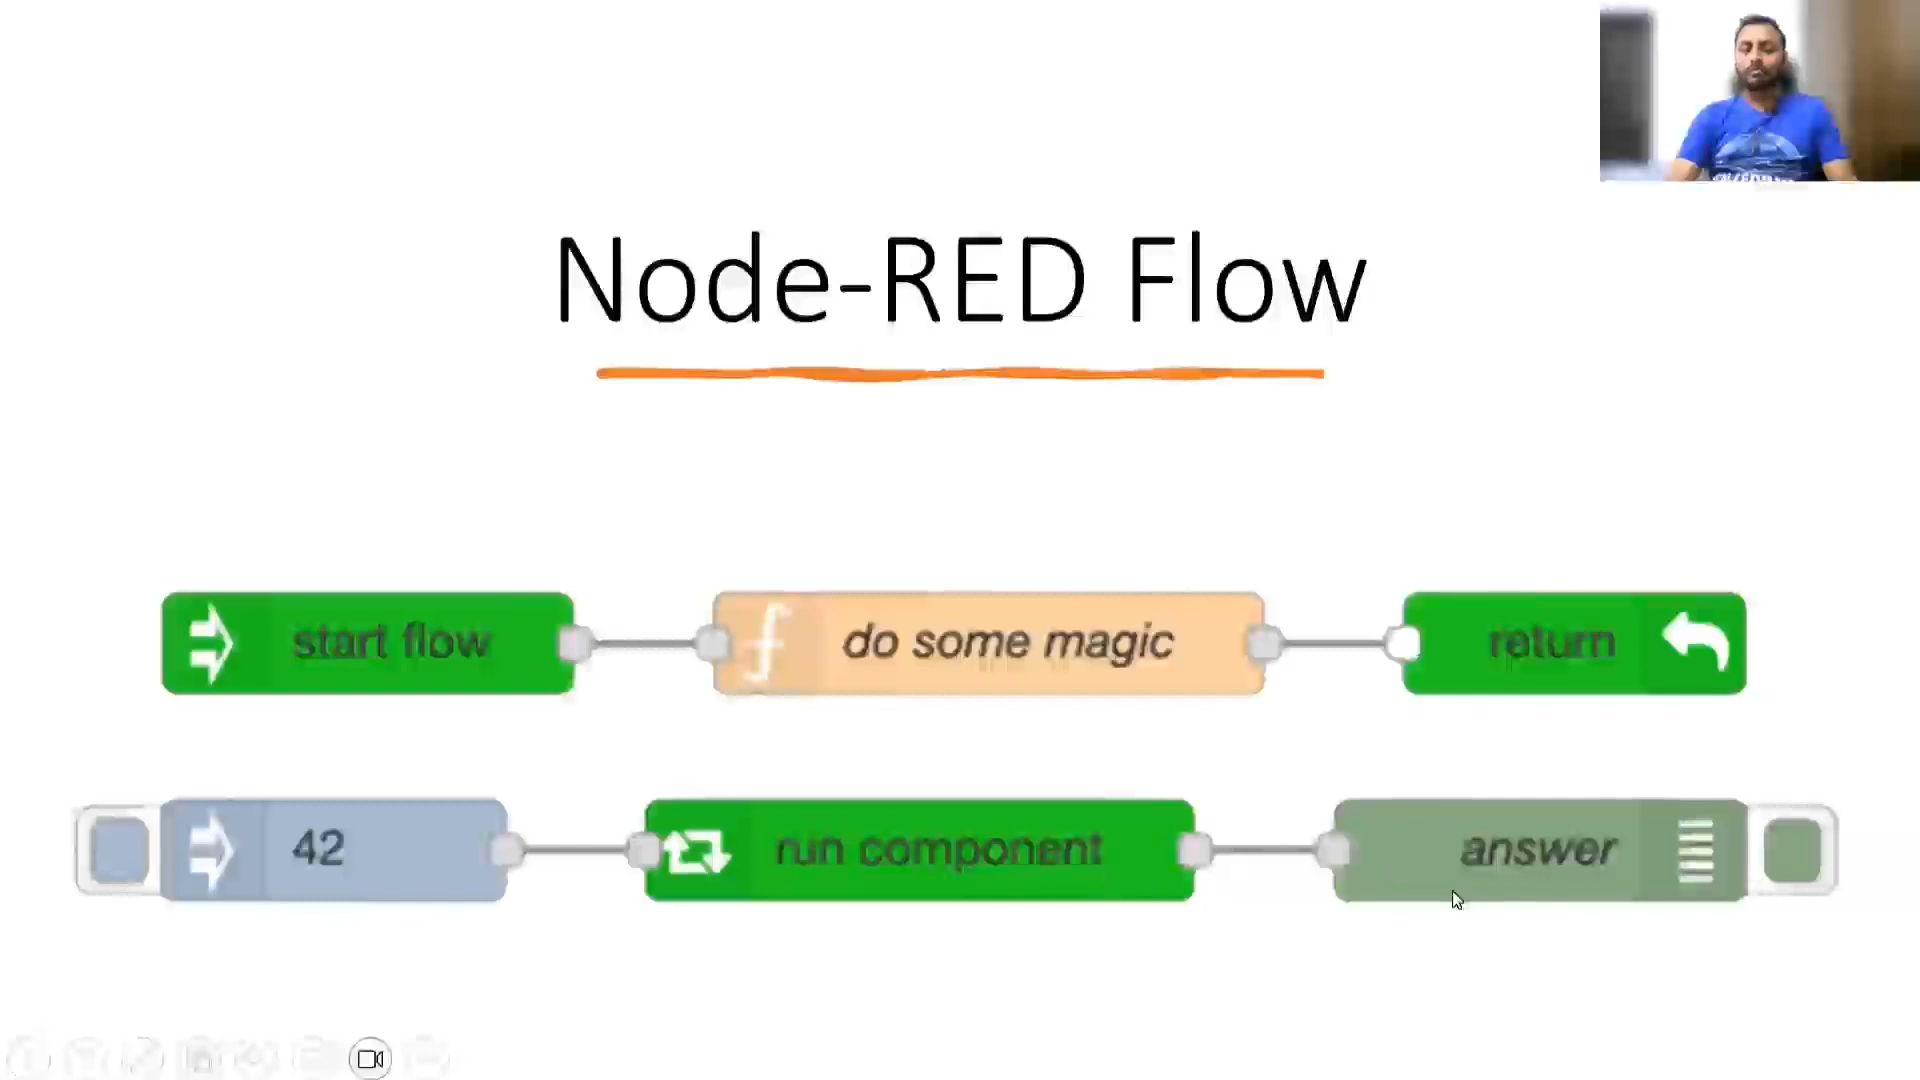 Node-RED Flow
start flow
do some magic
return
42
run component
answer